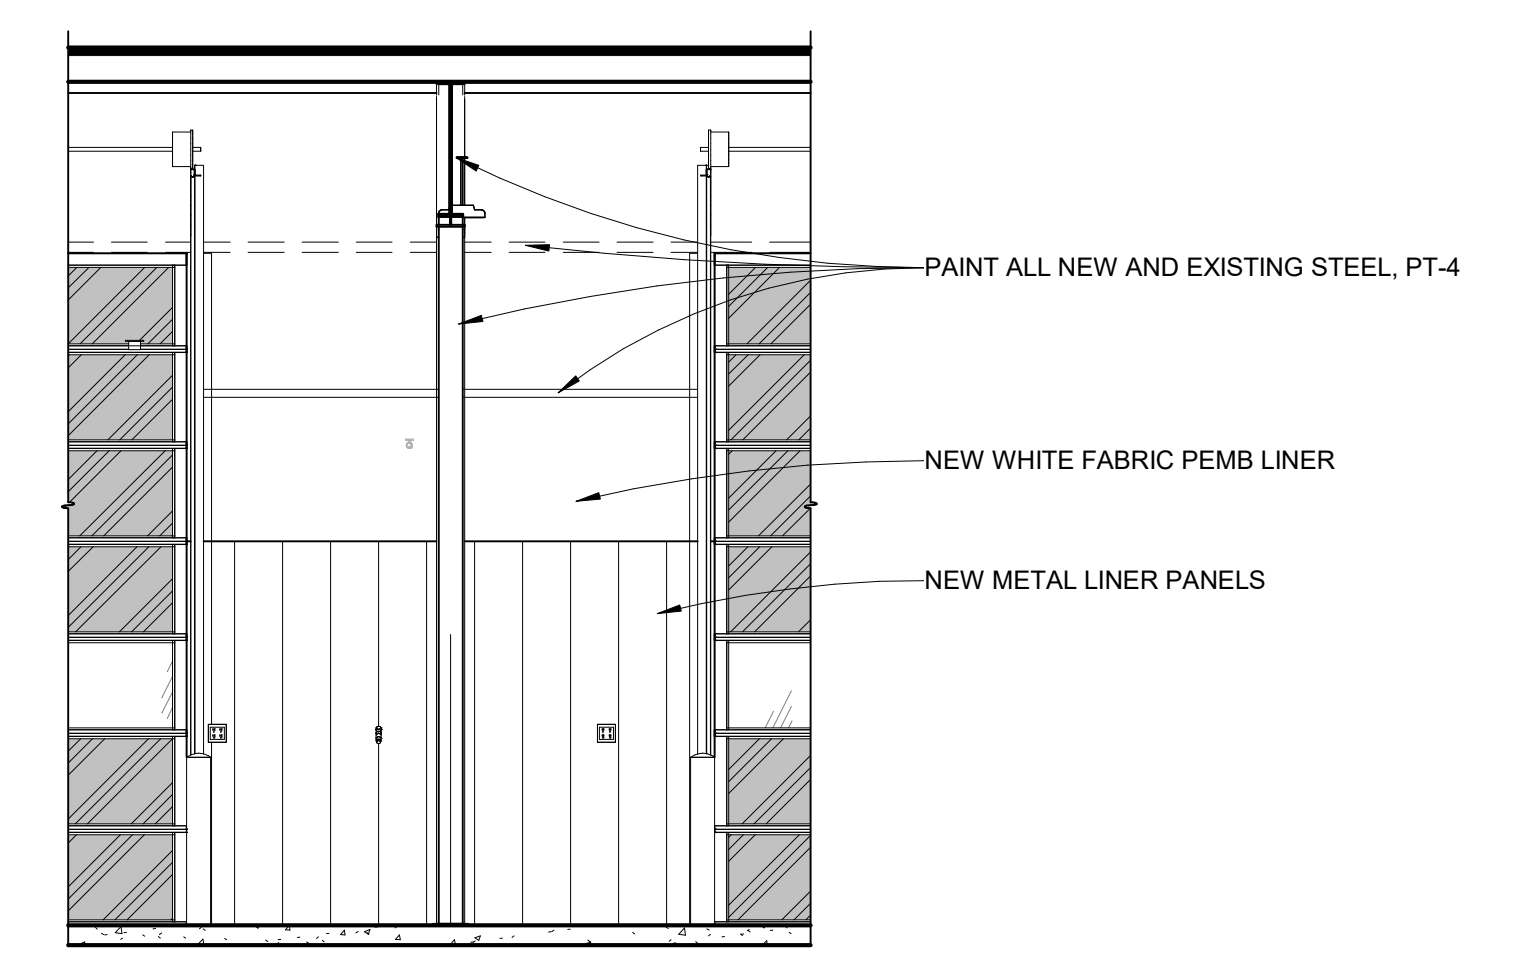 PAINT ALL NEW AND EXISTING STEEL, PT-4
NEW WHITE FABRIC PEMB LINER
NEW METAL LINER PANELS